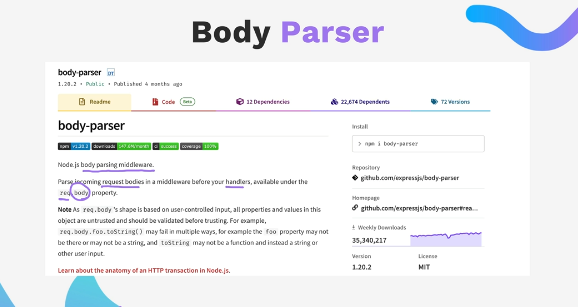 Body Parser
body-parser DT
1.20.2 • Public • Published 4 months ago
Readme
Code Beta
12 Dependencies
22,674 Dependents
72 Versions
body-parser
npm v1.20.2 downloads 147.6M/month ci success coverage 100%
Node.js body parsing middleware.
Parse incoming request bodies in a middleware before your handlers, available under the
req.body property.
Note As req.body's shape is based on user-controlled input, all properties and values in this
object are untrusted and should be validated before trusting. For example,
req.body.foo.toString() may fail in multiple ways, for example the foo property may not
be there or may not be a string, and toString may not be a function and instead a string or
other user input.
Learn about the anatomy of an HTTP transaction in Node.js.
Install
> npm i body-parser
Repository
github.com/expressjs/body-parser
Homepage
github.com/expressjs/body-parser#rea...
Weekly Downloads
35,340,217
Version
License
1.20.2
MIT